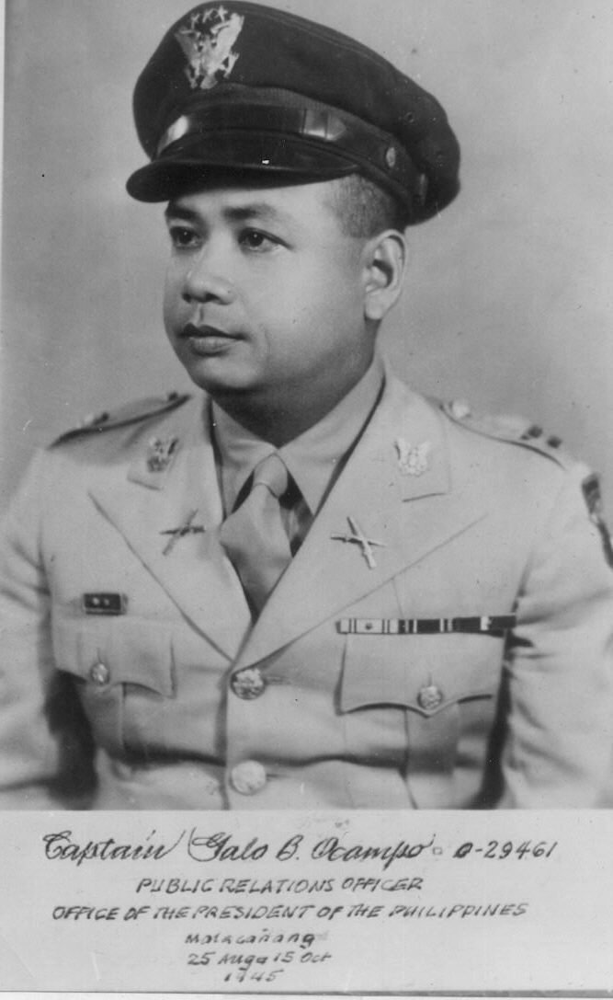 Captain Galo B. Ocampo O-29461
PUBLIC RELATIONS OFFICER
OFFICE OF THE PRESIDENT OF THE PHILIPPINES
Malacañang
25 Aug a 15 Oct
1945